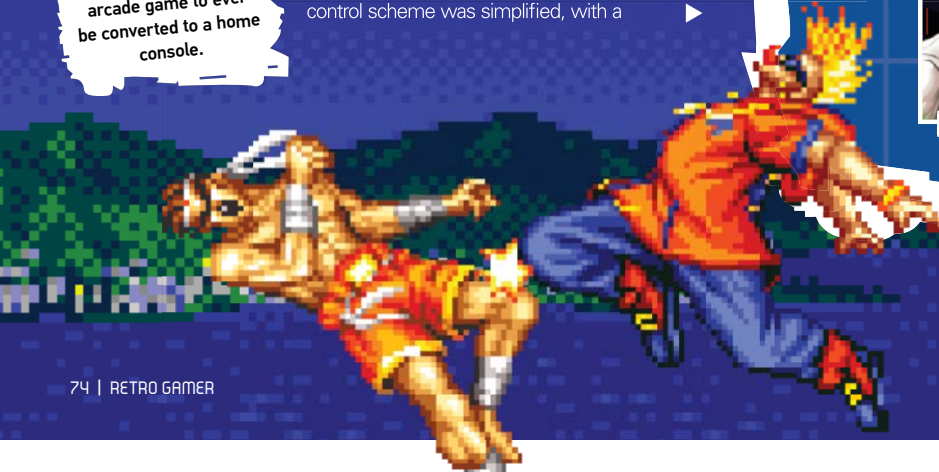 arcade game to ever
be converted to a home
console.
control scheme was simplified, with a
74 | RETRO GAMER